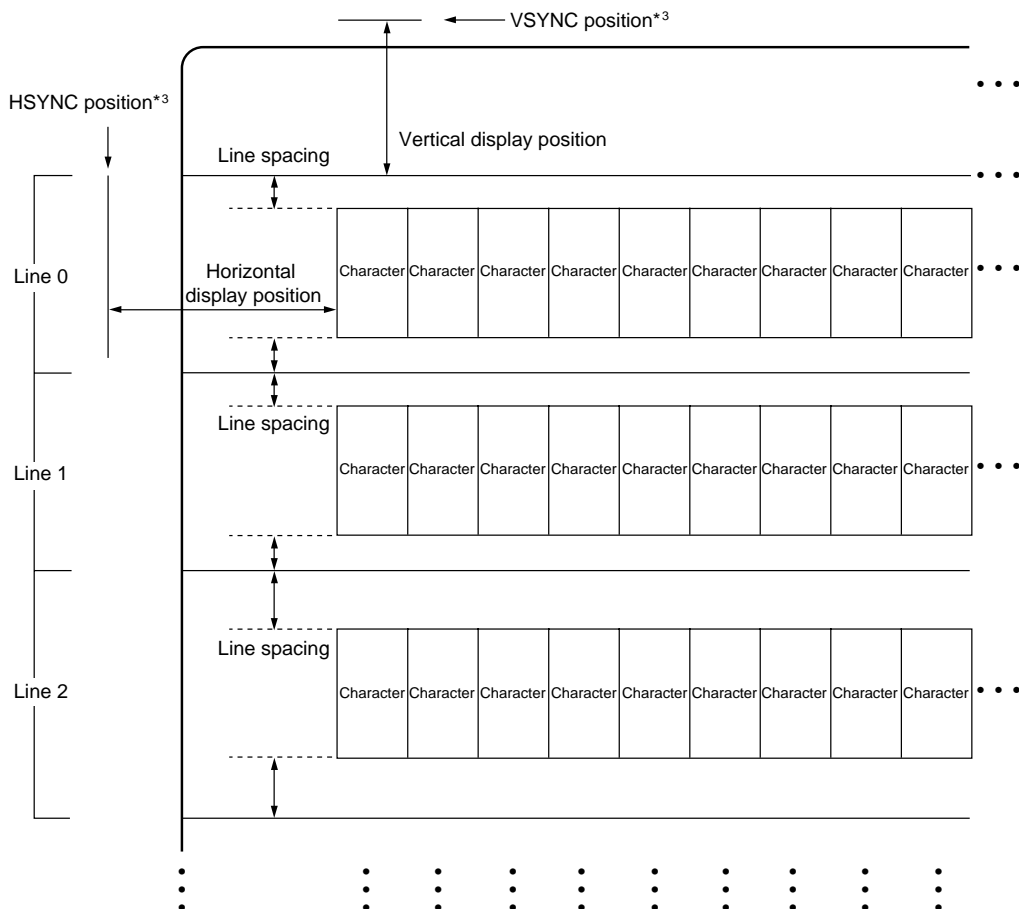 VSYNC position*3
HSYNC position*3
Vertical display position
Line spacing
Line 0
Horizontal
display position
Character Character Character Character Character Character Character Character Character
Line spacing
Line 1
Character Character Character Character Character Character Character Character Character
Line spacing
Line 2
Character Character Character Character Character Character Character Character Character